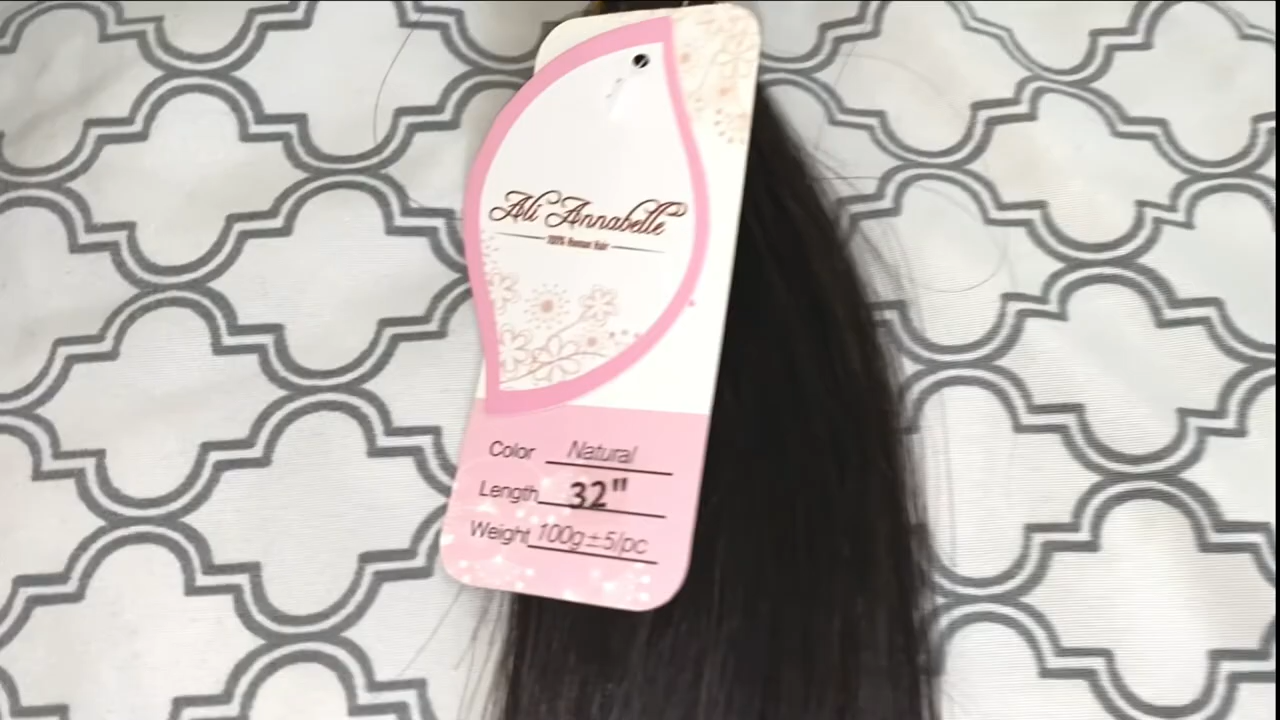 Ali Annabelle
100% Human Hair
Color Natural
Length 32"
Weight 100g±5/pc